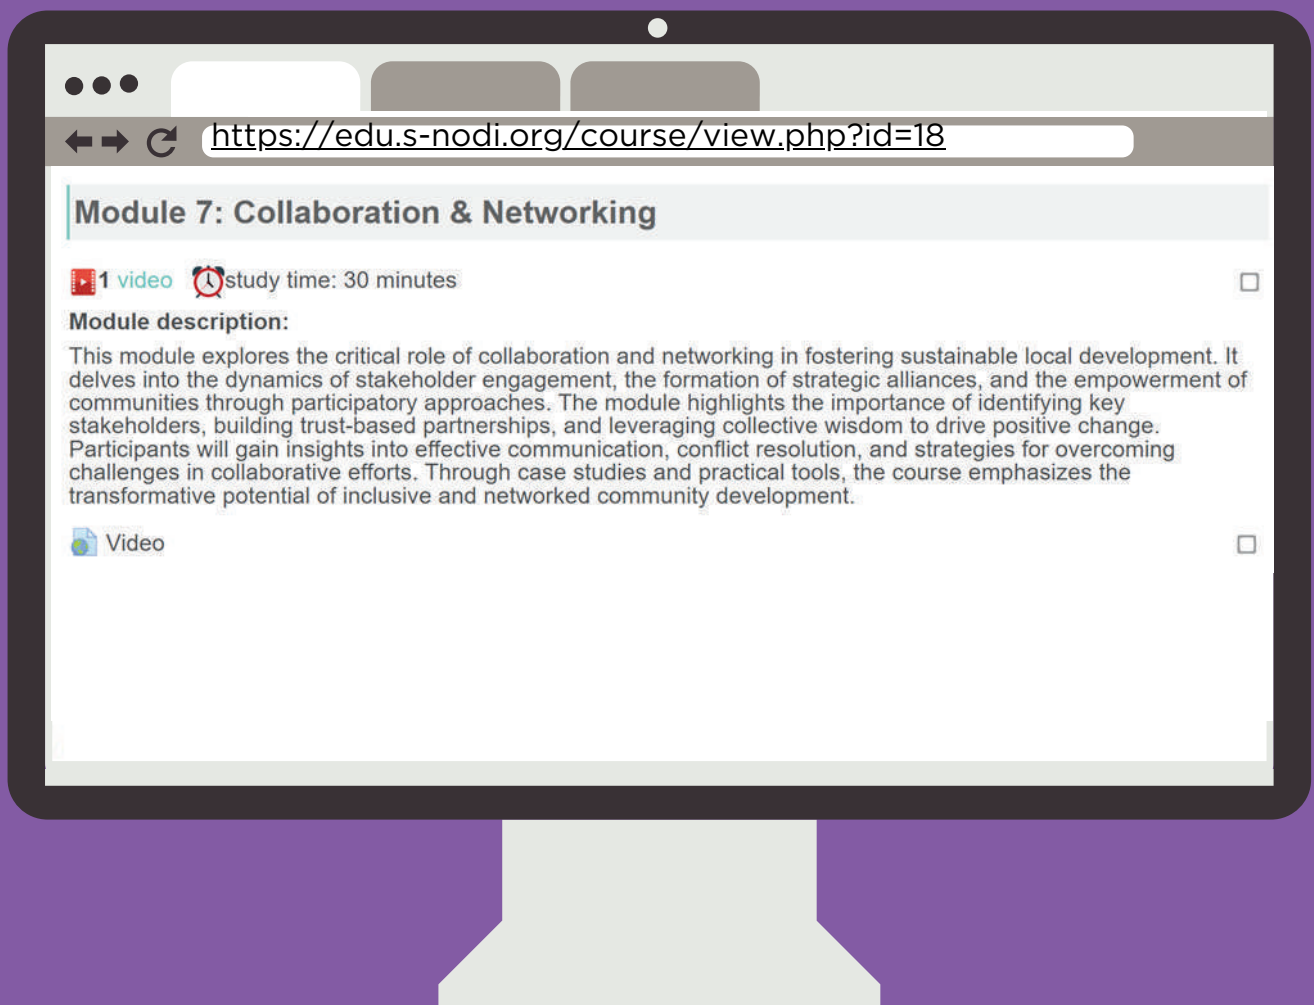 https://edu.s-nodi.org/course/view.php?id=18
Module 7: Collaboration & Networking
1 video study time: 30 minutes
Module description:
This module explores the critical role of collaboration and networking in fostering sustainable local development. It
delves into the dynamics of stakeholder engagement, the formation of strategic alliances, and the empowerment of
communities through participatory approaches. The module highlights the importance of identifying key
stakeholders, building trust-based partnerships, and leveraging collective wisdom to drive positive change.
Participants will gain insights into effective communication, conflict resolution, and strategies for overcoming
challenges in collaborative efforts. Through case studies and practical tools, the course emphasizes the
transformative potential of inclusive and networked community development.
Video